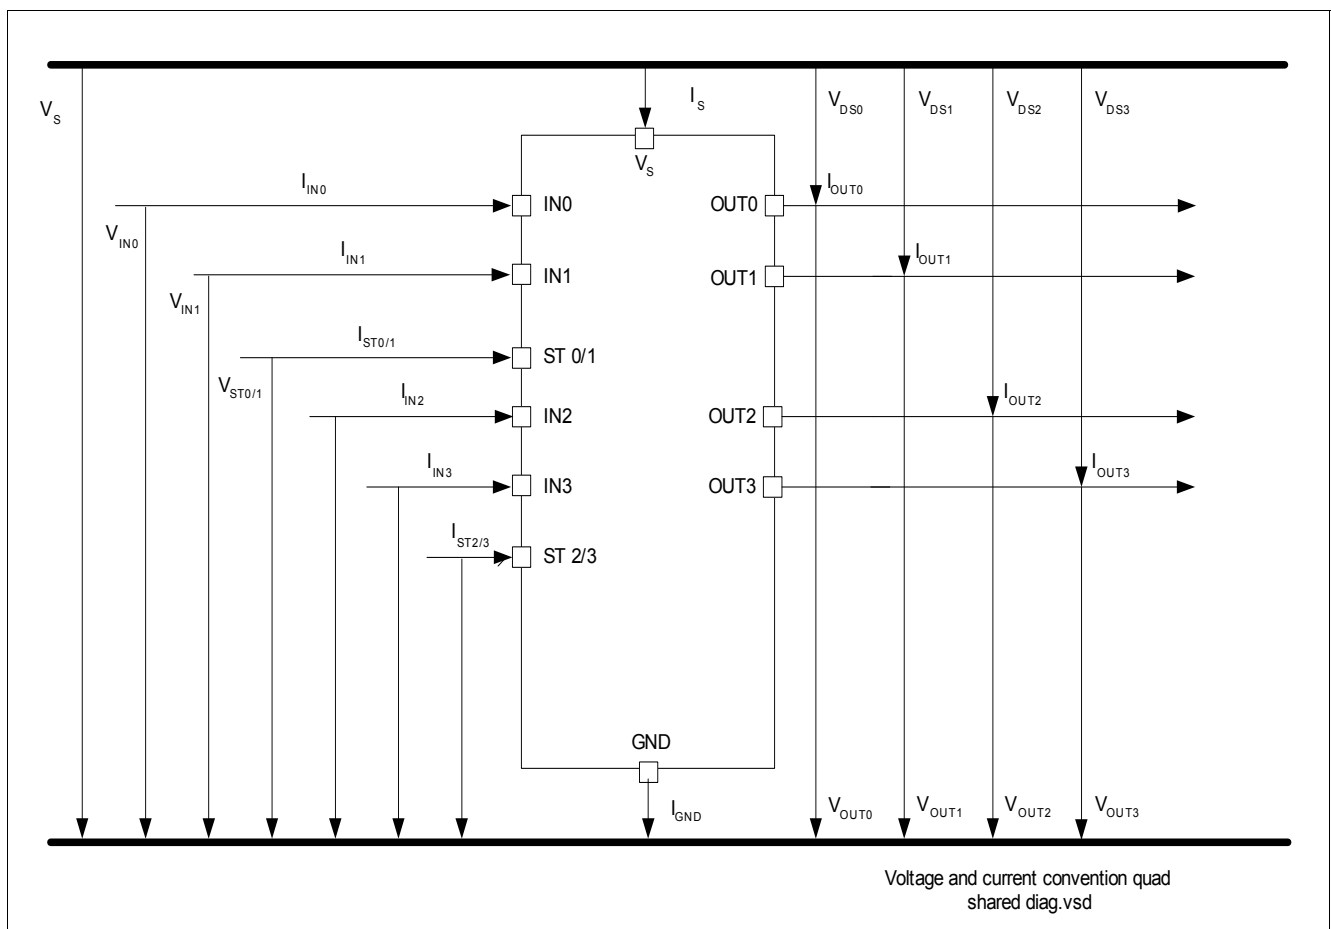 V_S I_S V_DS0 V_DS1 V_DS2 V_DS3
V_S
I_IN0 I_OUT0
IN0 OUT0
V_IN0
I_IN1 I_OUT1
IN1 OUT1
V_IN1
I_ST0/1
ST 0/1
V_ST0/1
I_IN2 I_OUT2
IN2 OUT2
I_IN3 I_OUT3
IN3 OUT3
I_ST2/3
ST 2/3
GND
I_GND V_OUT0 V_OUT1 V_OUT2 V_OUT3
Voltage and current convention quad
shared diag.vsd